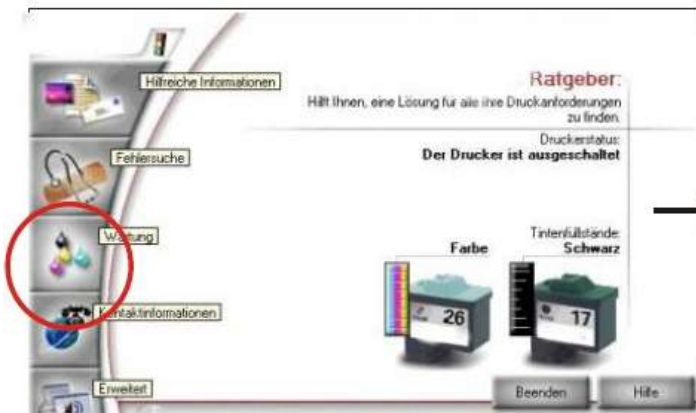 Hilfreiche Informationen
Fehlersuche
Wartung
Kontaktinformationen
Erweitert
Ratgeber:
Hilft Ihnen, eine Lösung für alle ihre Druckanforderungen
zu finden.
Druckerstatus:
Der Drucker ist ausgeschaltet
Tintenfüllstände:
Farbe
Schwarz
26
17
Beenden
Hilfe